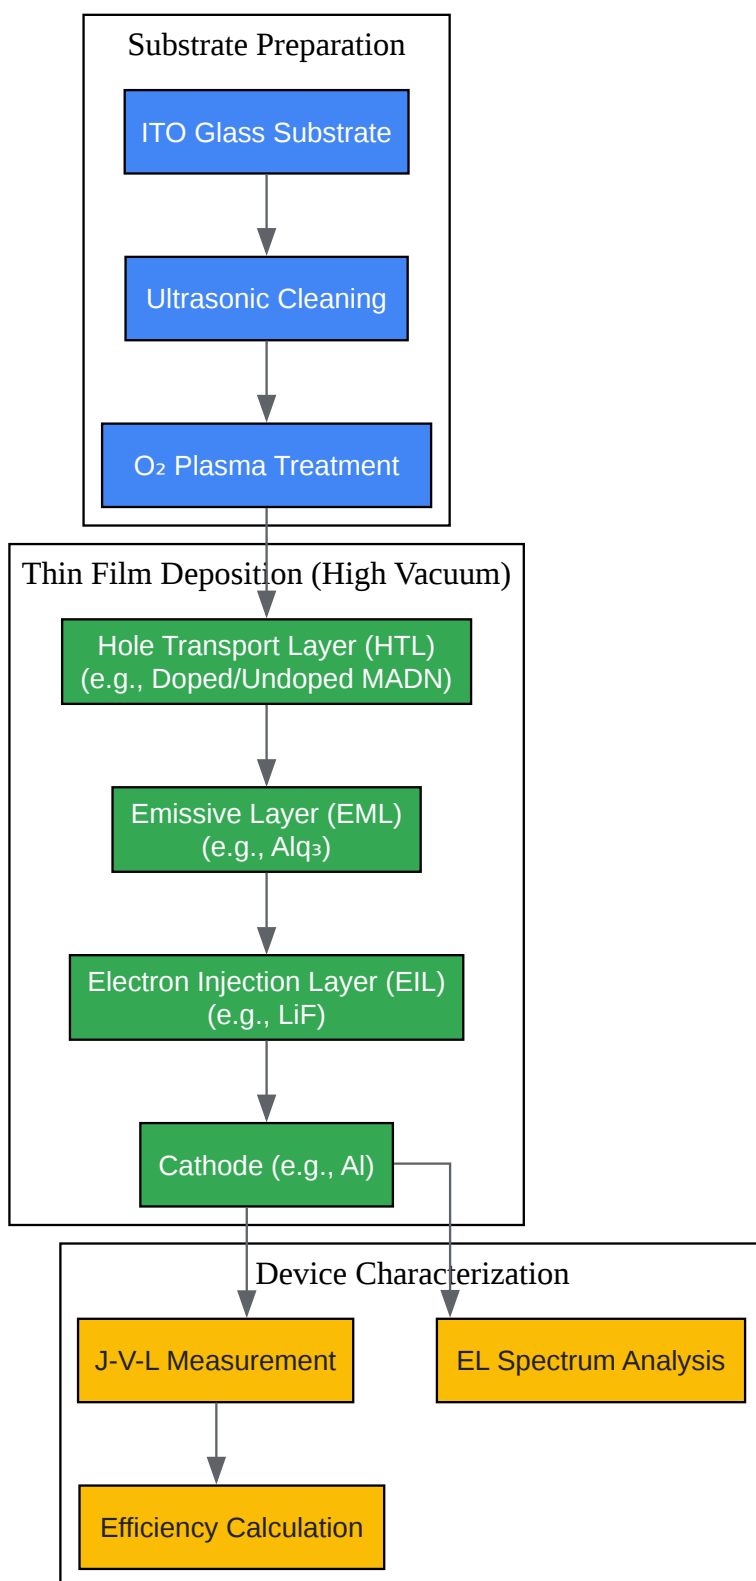 Substrate Preparation
ITO Glass Substrate
Ultrasonic Cleaning
O₂ Plasma Treatment
Thin Film Deposition (High Vacuum)
Hole Transport Layer (HTL)
(e.g., Doped/Undoped MADN)
Emissive Layer (EML)
(e.g., Alq₃)
Electron Injection Layer (EIL)
(e.g., LiF)
Cathode (e.g., Al)
Device Characterization
J-V-L Measurement
EL Spectrum Analysis
Efficiency Calculation